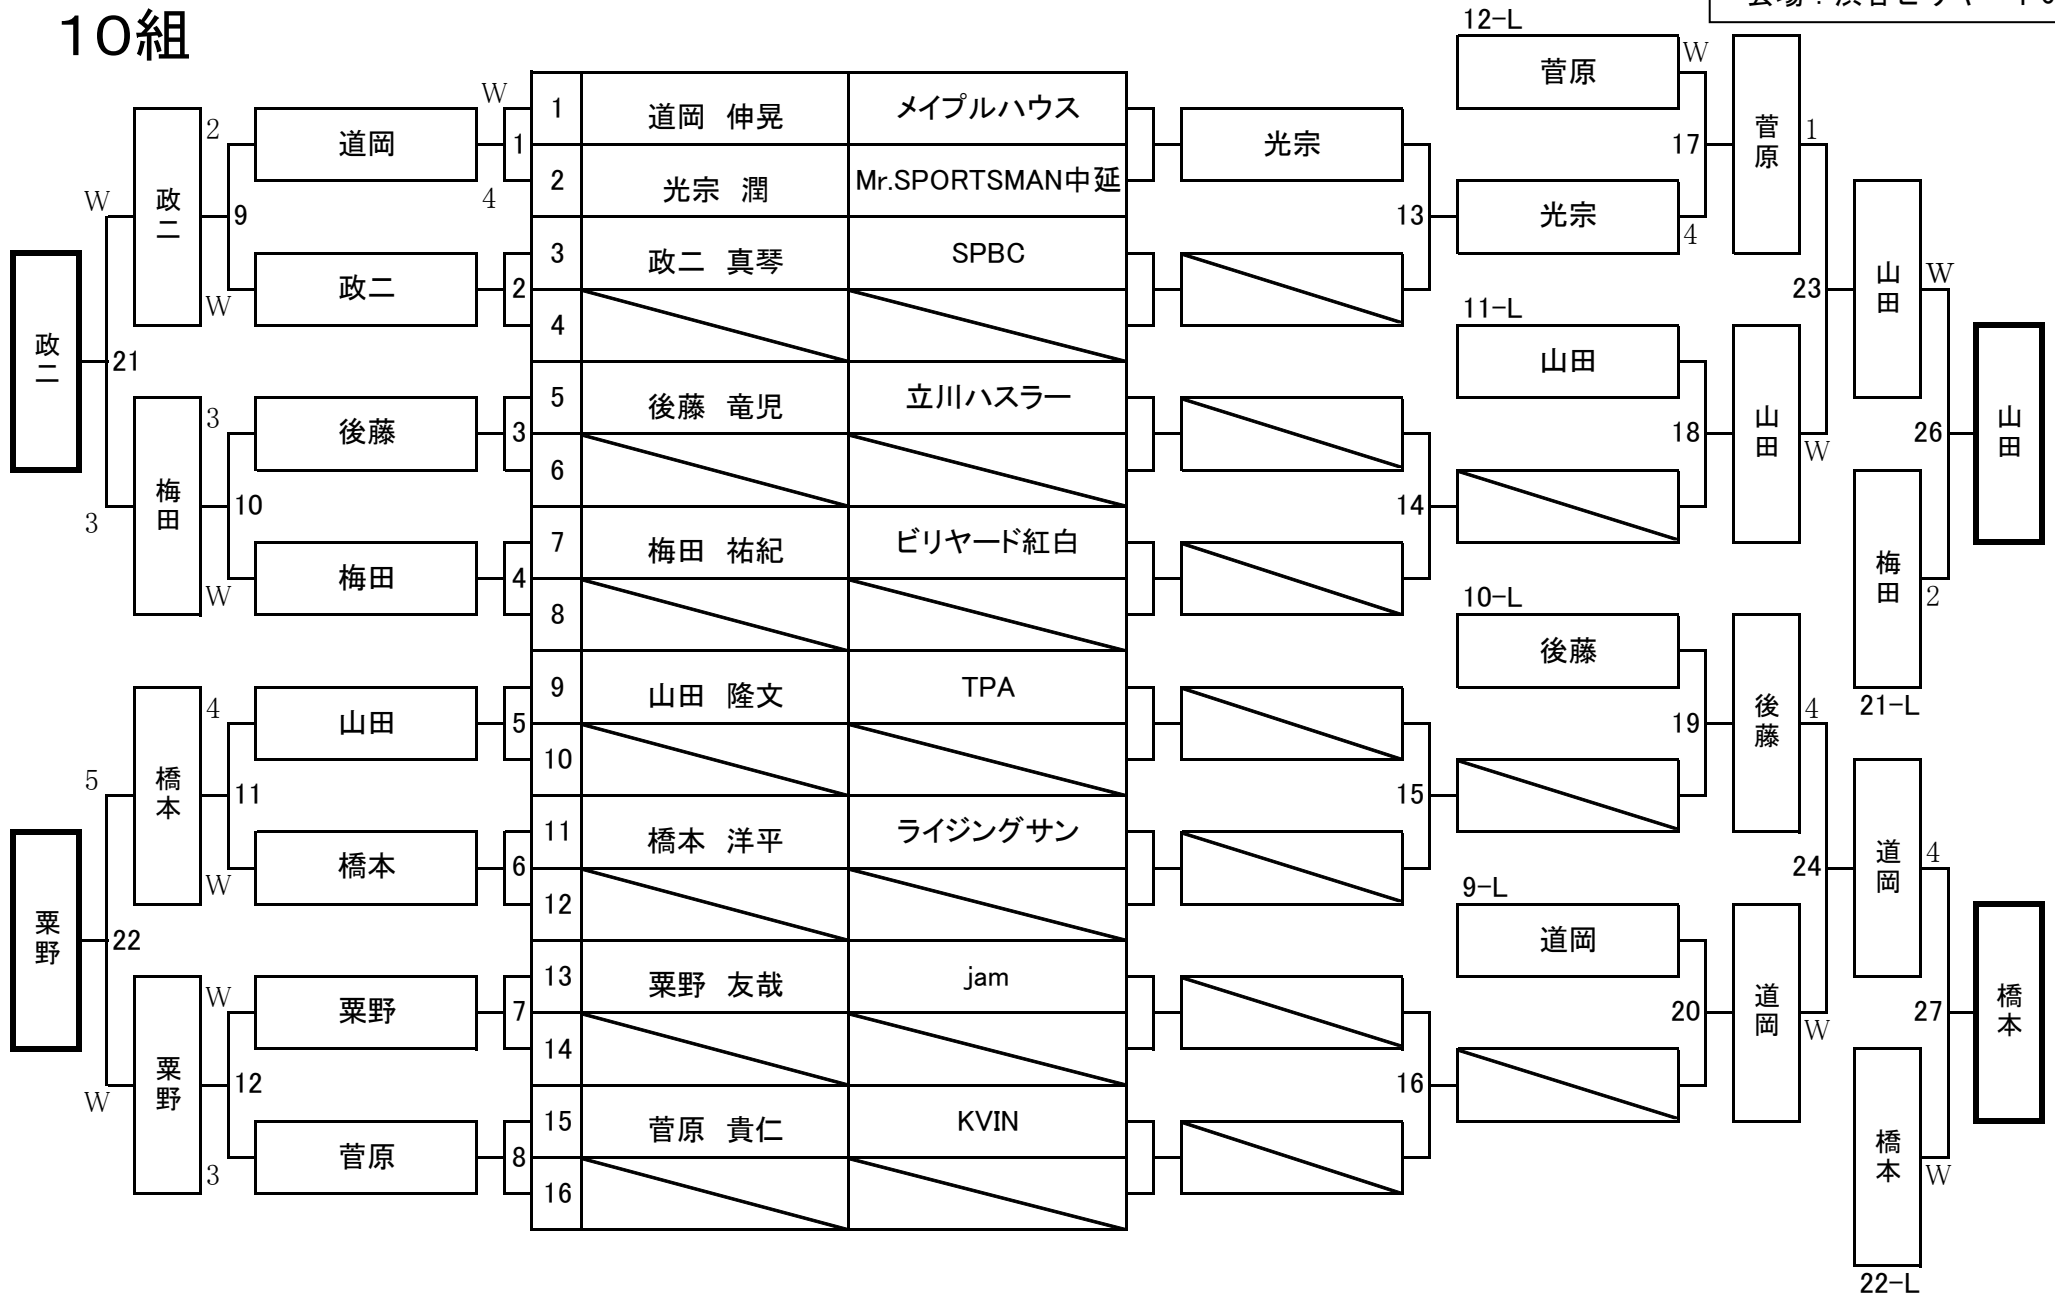 10組
12-L
菅原
W
W
1
道岡 伸晃
メイプルハウス
2
道岡
1
光宗
17
菅原
1
2
光宗 潤
Mr.SPORTSMAN中延
4
W
政二
9
13
光宗
4
3
政二 真琴
SPBC
W
政二
2
23
山田
W
11-L
4
政二
21
山田
5
後藤 竜児
立川ハスラー
3
後藤
3
18
山田
W
26
山田
6
梅田
10
3
14
7
梅田 祐紀
ビリヤード紅白
W
梅田
4
梅田
2
10-L
8
後藤
9
山田 隆文
TPA
4
山田
5
19
後藤
4
21-L
10
5
橋本
11
15
11
橋本 洋平
ライジングサン
W
橋本
6
24
道岡
4
9-L
12
粟野
22
道岡
13
粟野 友哉
jam
W
粟野
7
20
道岡
W
27
橋本
14
粟野
12
W
16
15
菅原 貴仁
KVIN
3
菅原
8
橋本
W
16
22-L